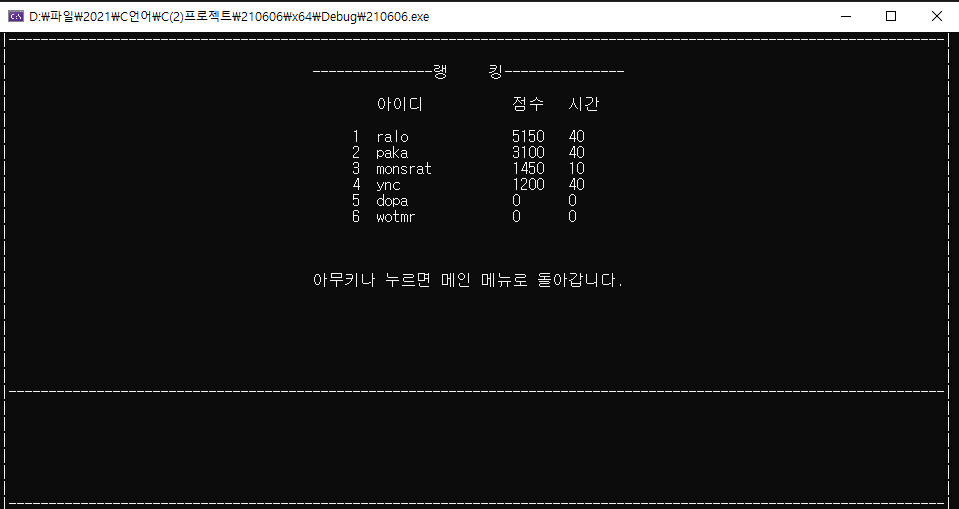 D:₩파일₩2021₩C언어₩C(2)프로젝트₩210606₩x64₩Debug₩210606.exe
---------------랭 킹---------------
아이디 점수 시간
1 ralo 5150 40
2 paka 3100 40
3 monsrat 1450 10
4 ync 1200 40
5 dopa 0 0
6 wotmr 0 0
아무키나 누르면 메인 메뉴로 돌아갑니다.